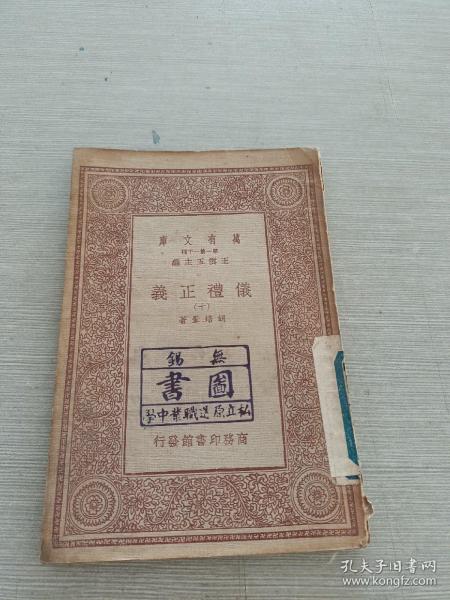 萬有文庫
第一集一千種
王雲五主編
儀禮正義
(十)
胡培翬著
無錫
圖書
私立原道職業中學
商務印書館發行
孔夫子旧书网
www.kongfz.com